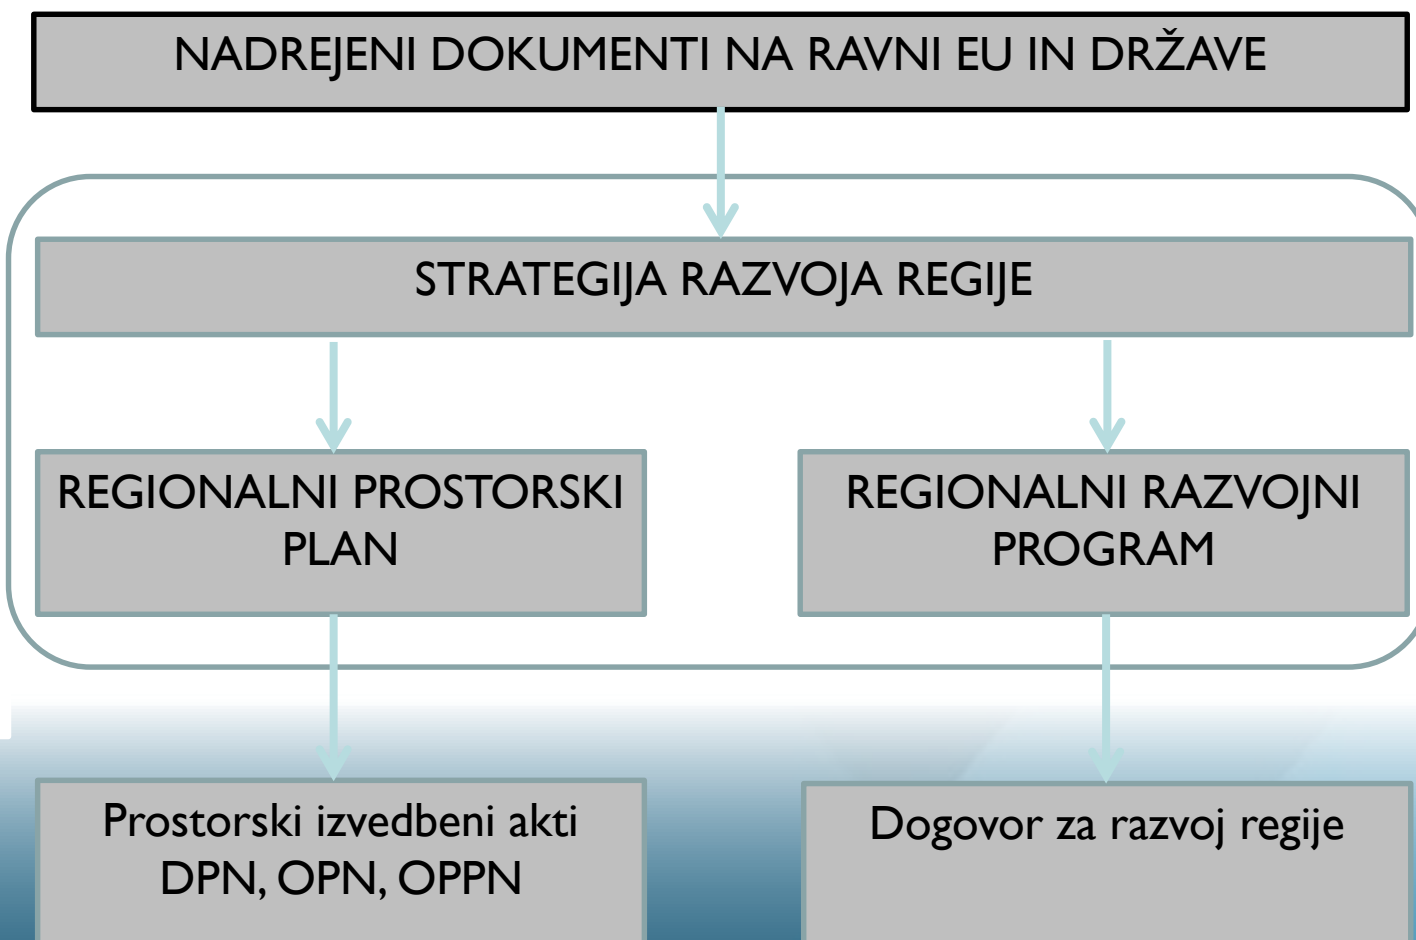 NADREJENI DOKUMENTI NA RAVNI EU IN DRŽAVE
STRATEGIJA RAZVOJA REGIJE
REGIONALNI PROSTORSKI
PLAN
REGIONALNI RAZVOJNI
PROGRAM
Prostorski izvedbeni akti
DPN, OPN, OPPN
Dogovor za razvoj regije